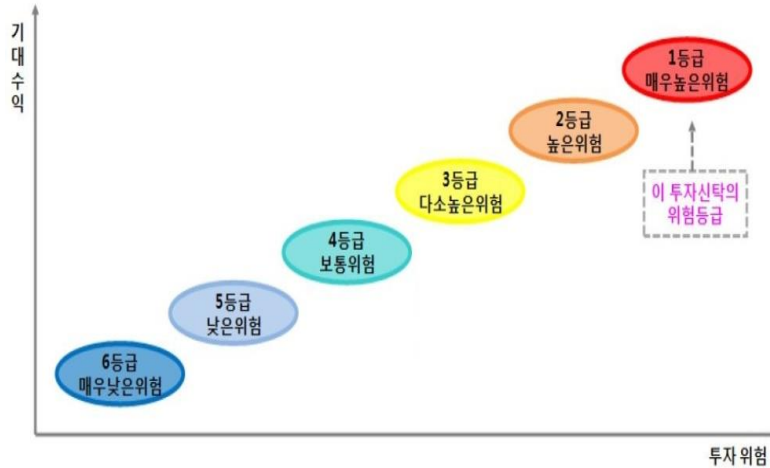 기대수익
1등급
매우높은위험
2등급
높은위험
3등급
다소높은위험
이 투자신탁의
위험등급
4등급
보통위험
5등급
낮은위험
6등급
매우낮은위험
투자 위험